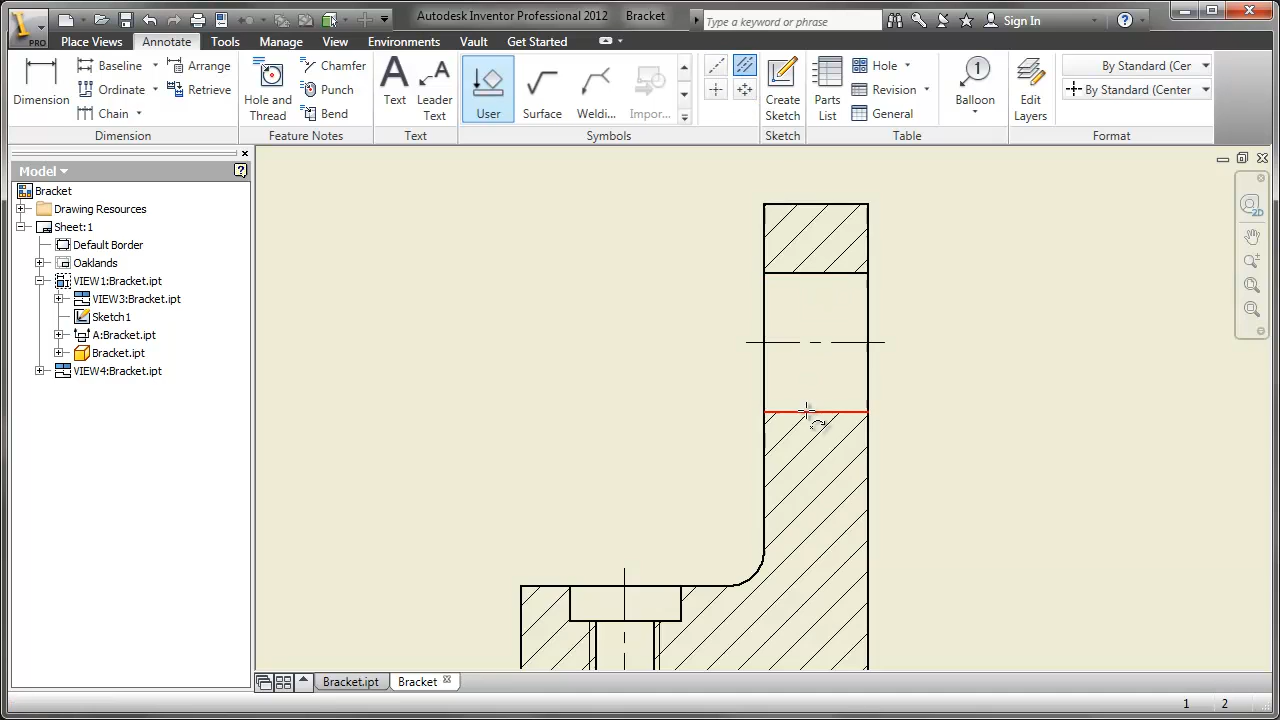 Autodesk Inventor Professional 2012 Bracket
Type a keyword or phrase
Sign In
PRO
Place Views Annotate Tools Manage View Environments Vault Get Started
Dimension
Baseline
Ordinate
Chain
Arrange
Retrieve
Dimension
Hole and Thread
Chamfer
Punch
Bend
Feature Notes
Text
Leader Text
Text
User
Surface
Weldi...
Impor...
Symbols
Create Sketch
Sketch
Parts List
Hole
Revision
General
Table
1
Balloon
Edit Layers
By Standard (Cer
By Standard (Center
Format
Model
Bracket
Drawing Resources
Sheet:1
Default Border
Oaklands
VIEW1:Bracket.ipt
VIEW3:Bracket.ipt
Sketch1
A:Bracket.ipt
Bracket.ipt
VIEW4:Bracket.ipt
2D
Bracket.ipt
Bracket
1 2